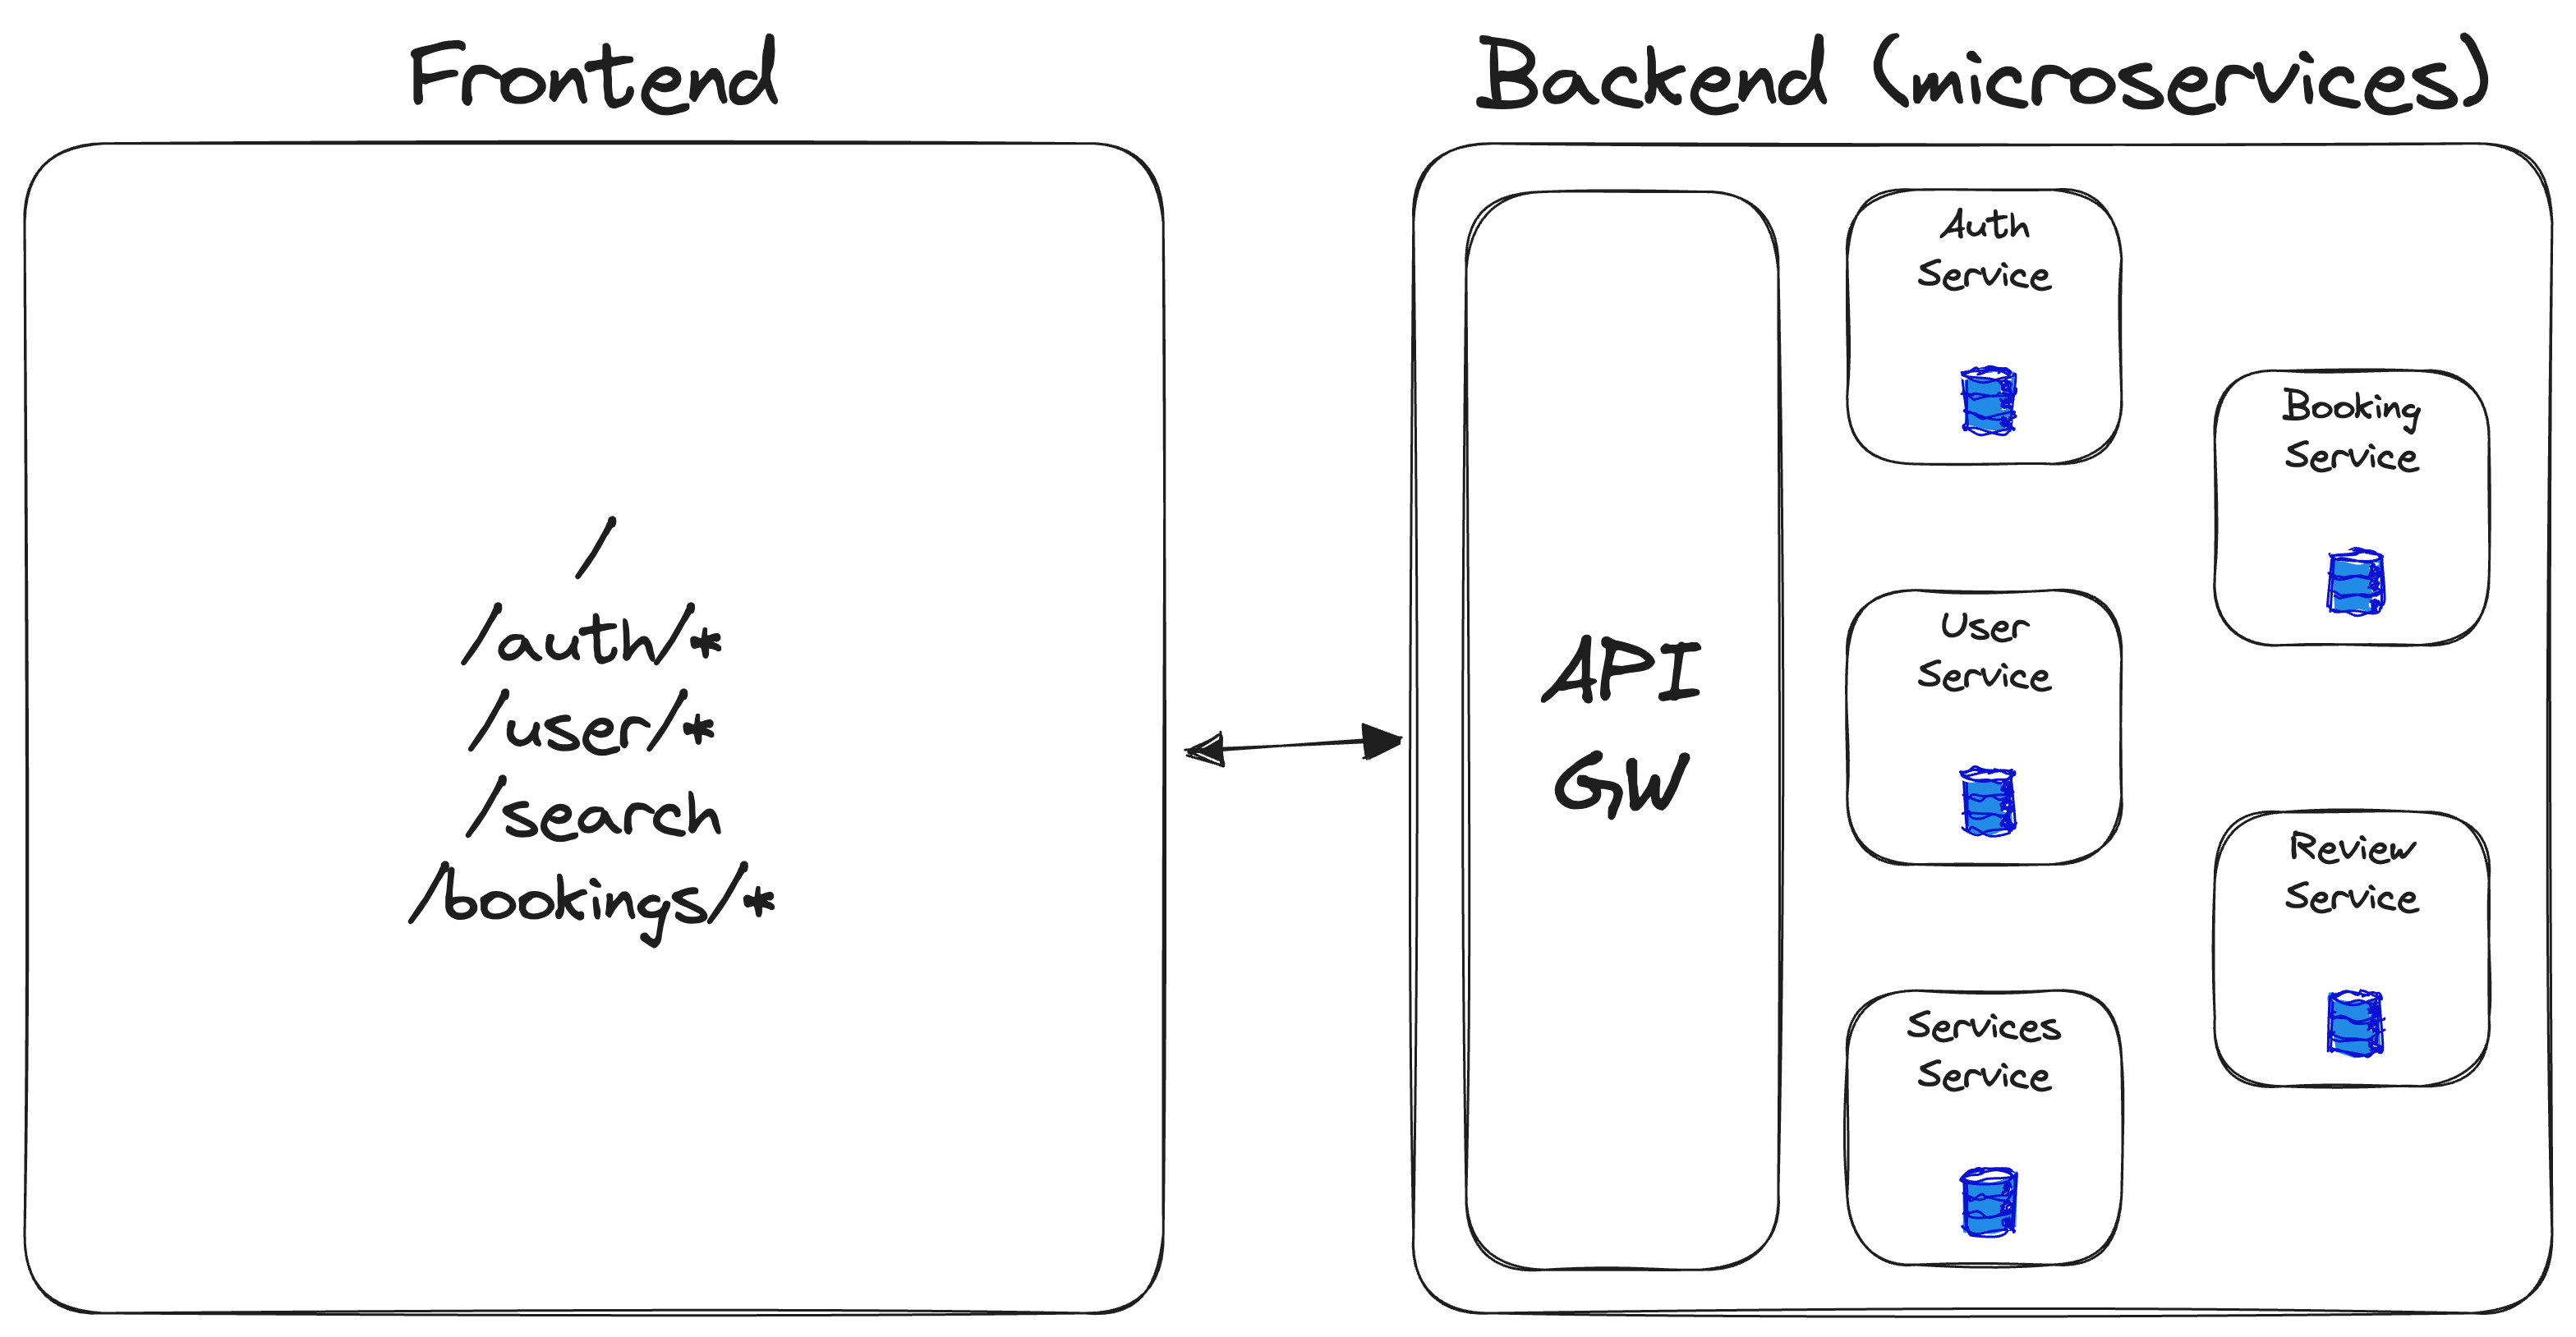 Frontend
/
/auth/*
/user/*
/search
/bookings/*
Backend (microservices)
API
GW
Auth
Service
Booking
Service
User
Service
Review
Service
Services
Service